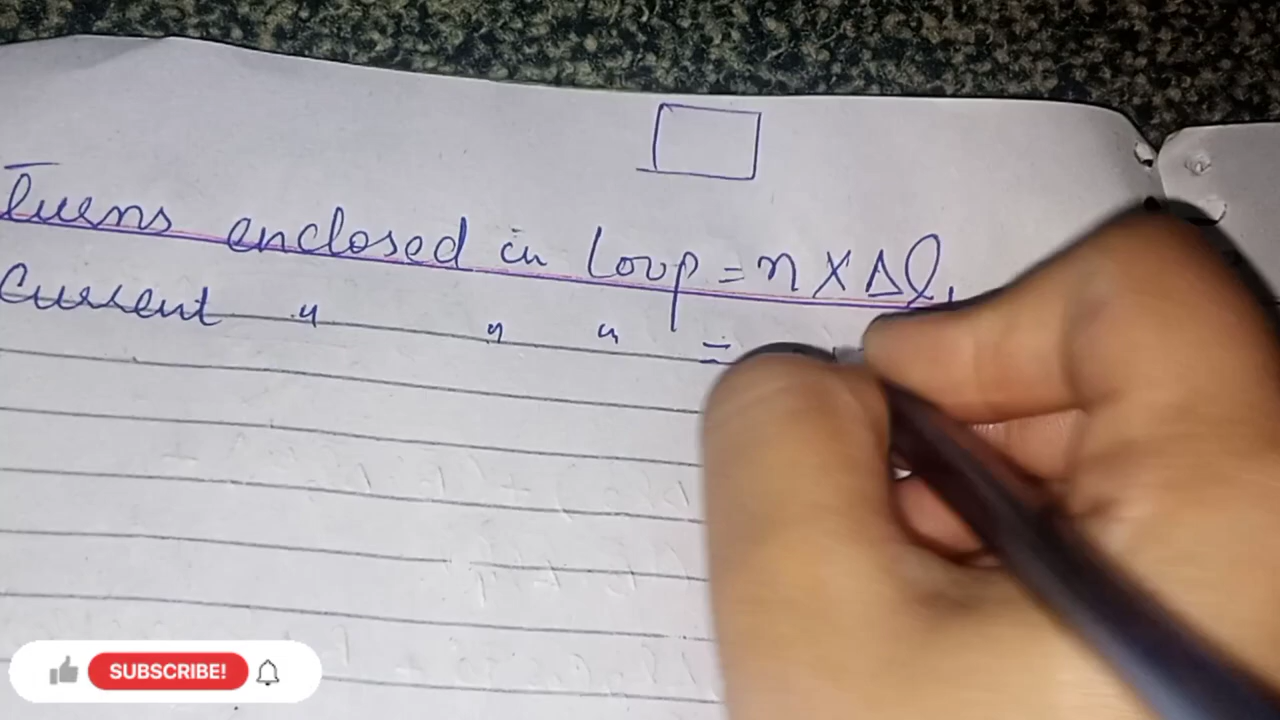 Turns enclosed in Loop = n × Δl,
Current " " " =
SUBSCRIBE!